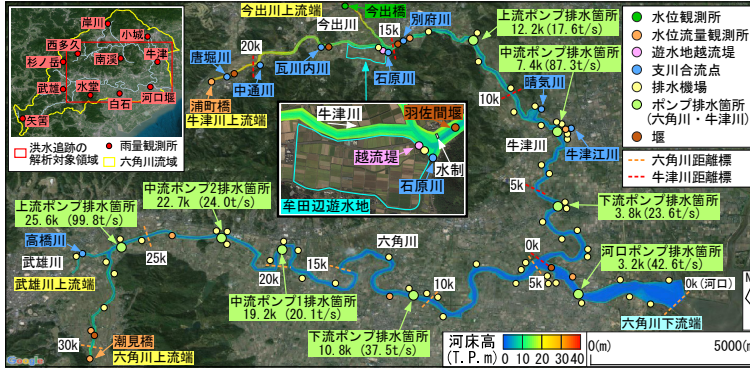 岸川
小城
西多久
牛津
杉ノ岳
南溪
武雄
水堂
白石
河口堰
矢筈
洪水追跡の
解析対象領域
雨量観測所
六角川流域
今出川上流端
今出橋
今出川
別府川
唐堀川
20k
瓦川内川
石原川
中通川
浦町橋
牛津川上流端
上流ポンプ排水箇所
12.2k(17.6t/s)
中流ポンプ排水箇所
7.4k(87.3t/s)
10k
晴気川
牛津川
牛津江川
5k
水位観測所
水位流量観測所
遊水地越流堤
支川合流点
排水機場
ポンプ排水箇所
(六角川・牛津川)
堰
六角川距離標
牛津川距離標
牛津川
羽佐間堰
越流堤
水制
石原川
牟田辺遊水地
下流ポンプ排水箇所
3.8k(23.6t/s)
中流ポンプ2排水箇所
22.7k(24.0t/s)
上流ポンプ排水箇所
25.6k(99.8t/s)
高橋川
武雄川
武雄川上流端
25k
20k
15k
六角川
0k
5k
10k
河口ポンプ排水箇所
3.2k(42.6t/s)
0k(河口)
中流ポンプ1排水箇所
19.2k(20.1t/s)
下流ポンプ排水箇所
10.8k(37.5t/s)
六角川下流端
30k
潮見橋
六角川上流端
河床高
(T.P.m)
0 10 20 30 40
0(m)
5000(m
N
Google